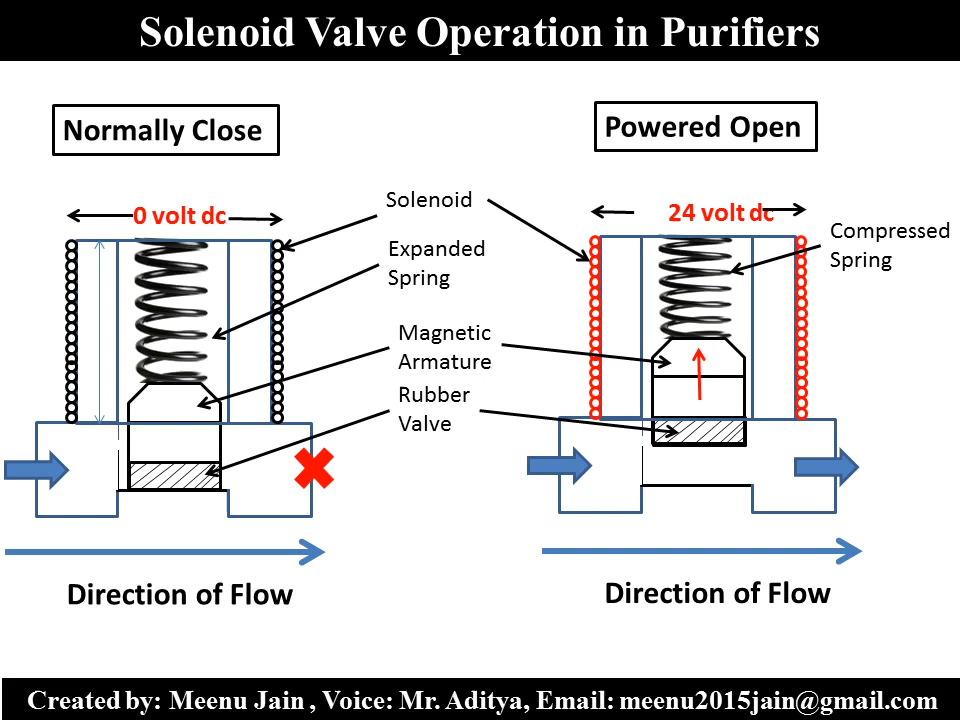 Solenoid Valve Operation in Purifiers
Normally Close
Powered Open
0 volt dc
Solenoid
24 volt dc
Compressed
Spring
Expanded
Spring
Magnetic
Armature
Rubber
Valve
Direction of Flow
Direction of Flow
Created by: Meenu Jain , Voice: Mr. Aditya, Email: meenu2015jain@gmail.com